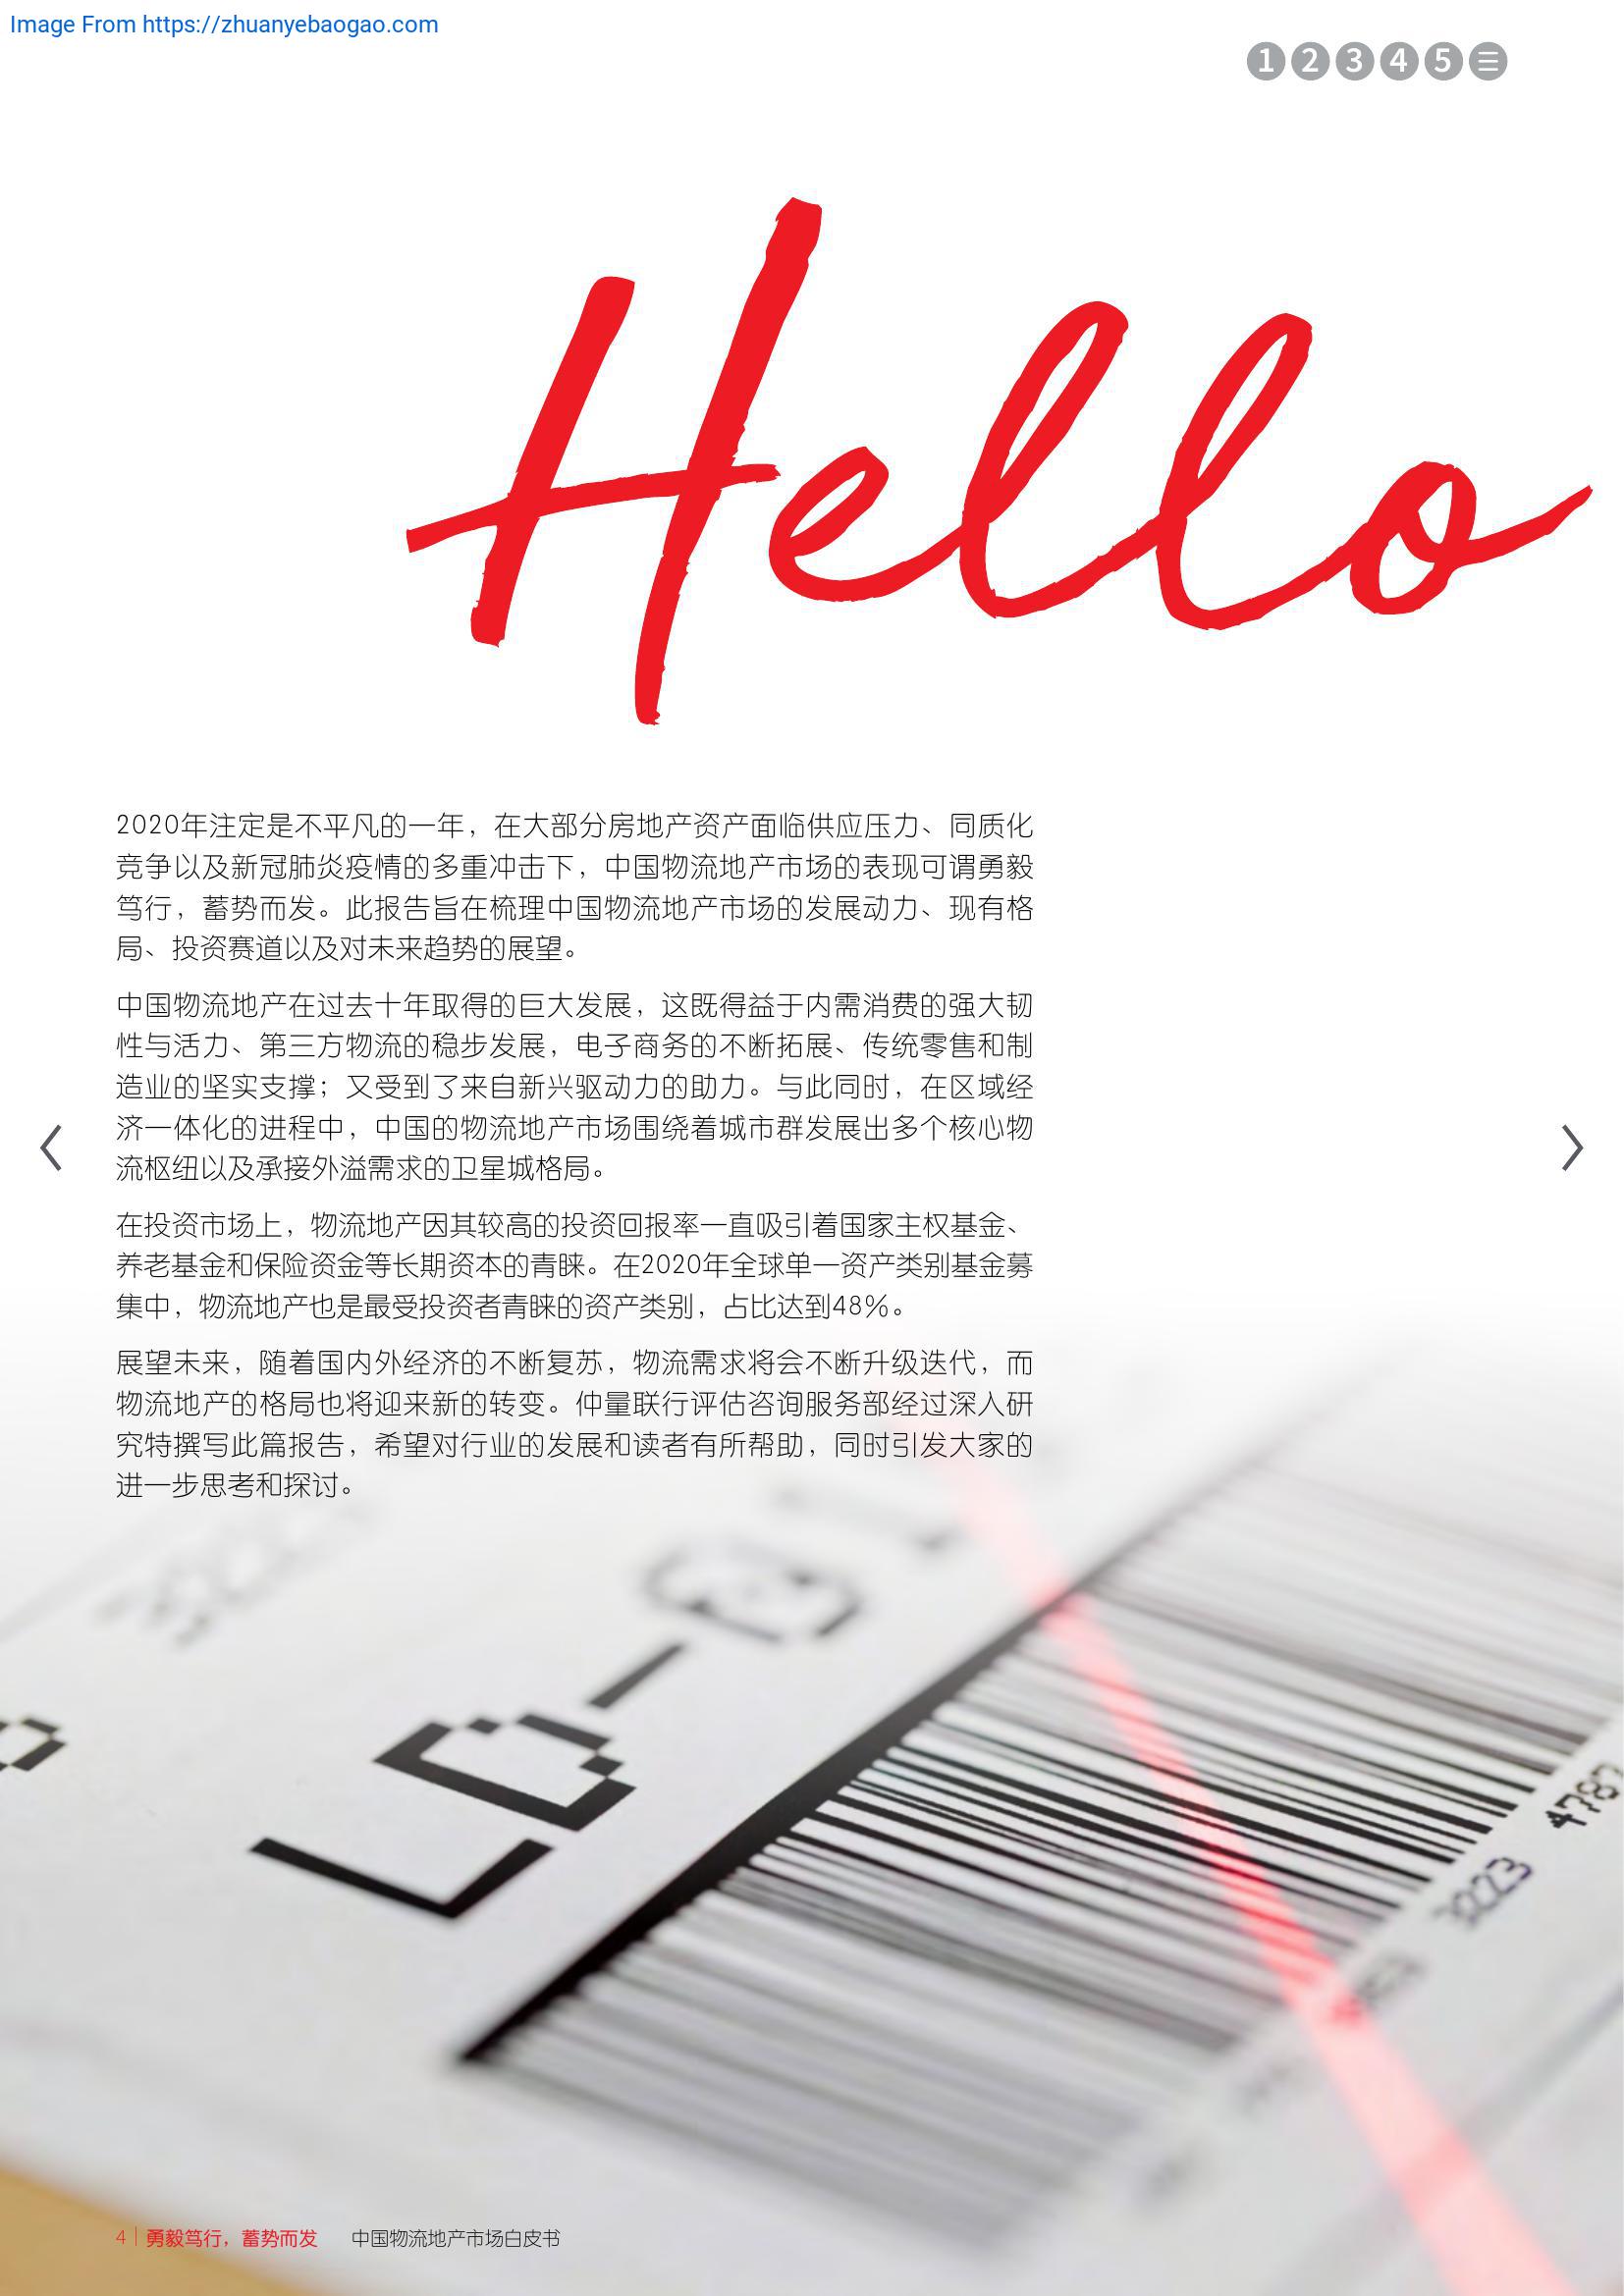 Image From https://zhuanyebaogao.com
1 2 3 4 5
Hello
2020年注定是不平凡的一年，在大部分房地产资产面临供应压力、同质化
竞争以及新冠肺炎疫情的多重冲击下，中国物流地产市场的表现可谓勇毅
笃行，蓄势而发。此报告旨在梳理中国物流地产市场的发展动力、现有格
局、投资赛道以及对未来趋势的展望。
中国物流地产在过去十年取得的巨大发展，这既得益于内需消费的强大韧
性与活力、第三方物流的稳步发展，电子商务的不断拓展、传统零售和制
造业的坚实支撑；又受到了来自新兴驱动力的助力。与此同时，在区域经
济一体化的进程中，中国的物流地产市场围绕着城市群发展出多个核心物
流枢纽以及承接外溢需求的卫星城格局。
在投资市场上，物流地产因其较高的投资回报率一直吸引着国家主权基金、
养老基金和保险资金等长期资本的青睐。在2020年全球单一资产类别基金募
集中，物流地产也是最受投资者青睐的资产类别，占比达到48%。
展望未来，随着国内外经济的不断复苏，物流需求将会不断升级迭代，而
物流地产的格局也将迎来新的转变。仲量联行评估咨询服务部经过深入研
究特撰写此篇报告，希望对行业的发展和读者有所帮助，同时引发大家的
进一步思考和探讨。
LD-
4787
3223
4 | 勇毅笃行，蓄势而发 中国物流地产市场白皮书